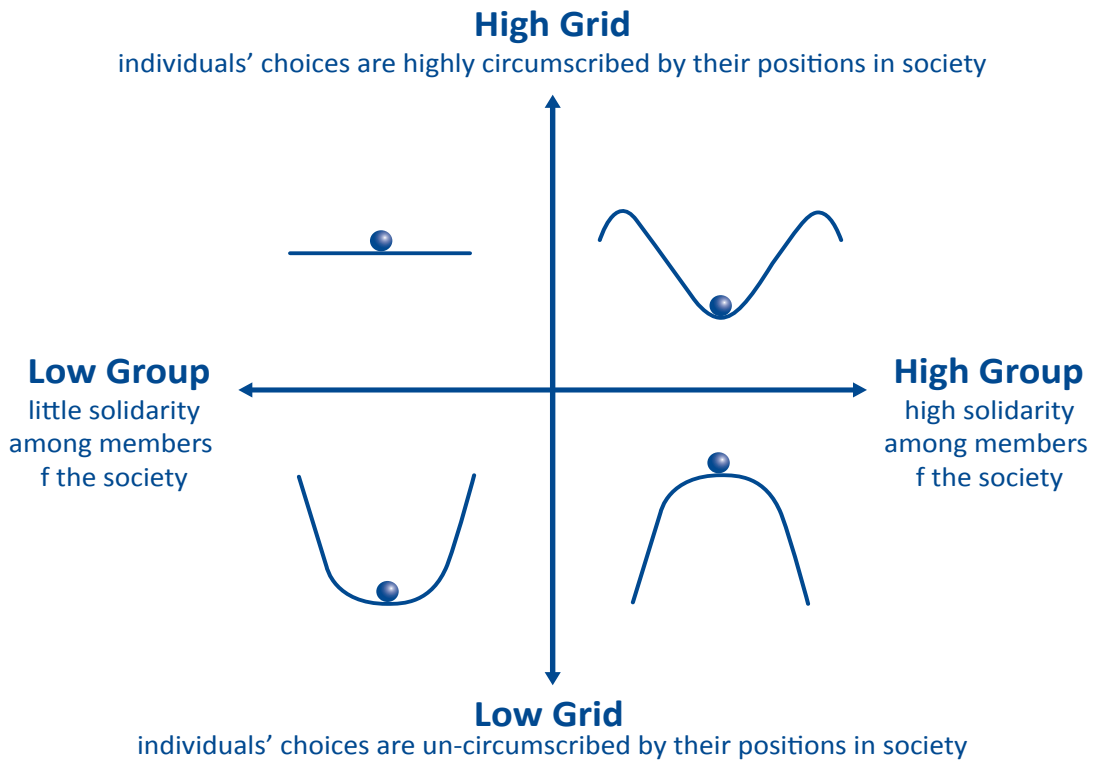 High Grid
individuals’ choices are highly circumscribed by their positions in society
Low Group
little solidarity
among members
f the society
High Group
high solidarity
among members
f the society
Low Grid
individuals’ choices are un-circumscribed by their positions in society